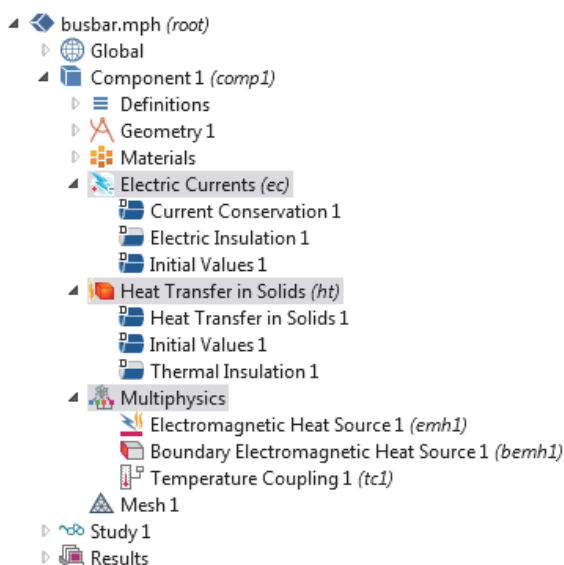 busbar.mph (root)
Global
Component 1 (comp1)
Definitions
Geometry 1
Materials
Electric Currents (ec)
Current Conservation 1
Electric Insulation 1
Initial Values 1
Heat Transfer in Solids (ht)
Heat Transfer in Solids 1
Initial Values 1
Thermal Insulation 1
Multiphysics
Electromagnetic Heat Source 1 (emh1)
Boundary Electromagnetic Heat Source 1 (bemh1)
Temperature Coupling 1 (tc1)
Mesh 1
Study 1
Results